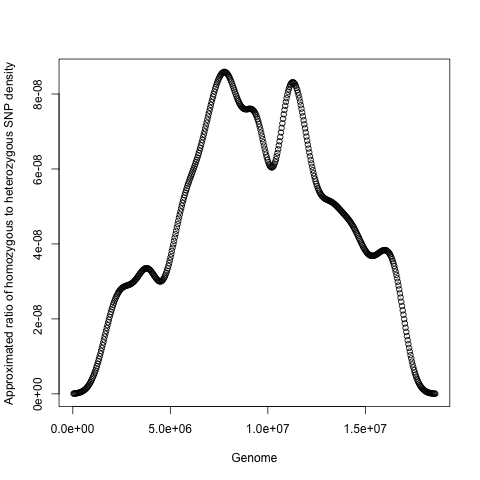 Approximated ratio of homozygous to heterozygous SNP density
8e-08
6e-08
4e-08
2e-08
0e+00
0.0e+00 5.0e+06 1.0e+07 1.5e+07
Genome